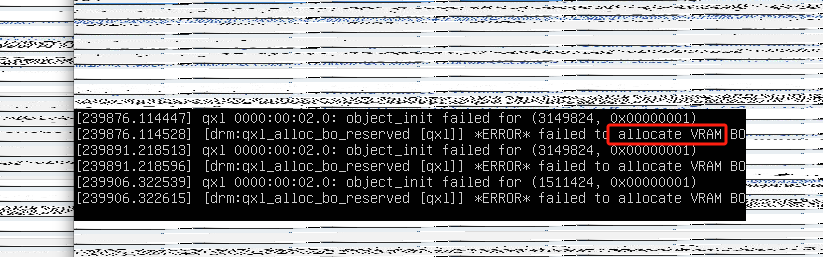 [239876.114447] qxl 0000:00:02.0: object_init failed for (3149824, 0x00000001)
[239876.114528] [drm:qxl_alloc_bo_reserved [qxl]] *ERROR* failed to allocate VRAM BO
[239891.218513] qxl 0000:00:02.0: object_init failed for (3149824, 0x00000001)
[239891.218596] [drm:qxl_alloc_bo_reserved [qxl]] *ERROR* failed to allocate VRAM BO
[239906.322539] qxl 0000:00:02.0: object_init failed for (1511424, 0x00000001)
[239906.322615] [drm:qxl_alloc_bo_reserved [qxl]] *ERROR* failed to allocate VRAM BO